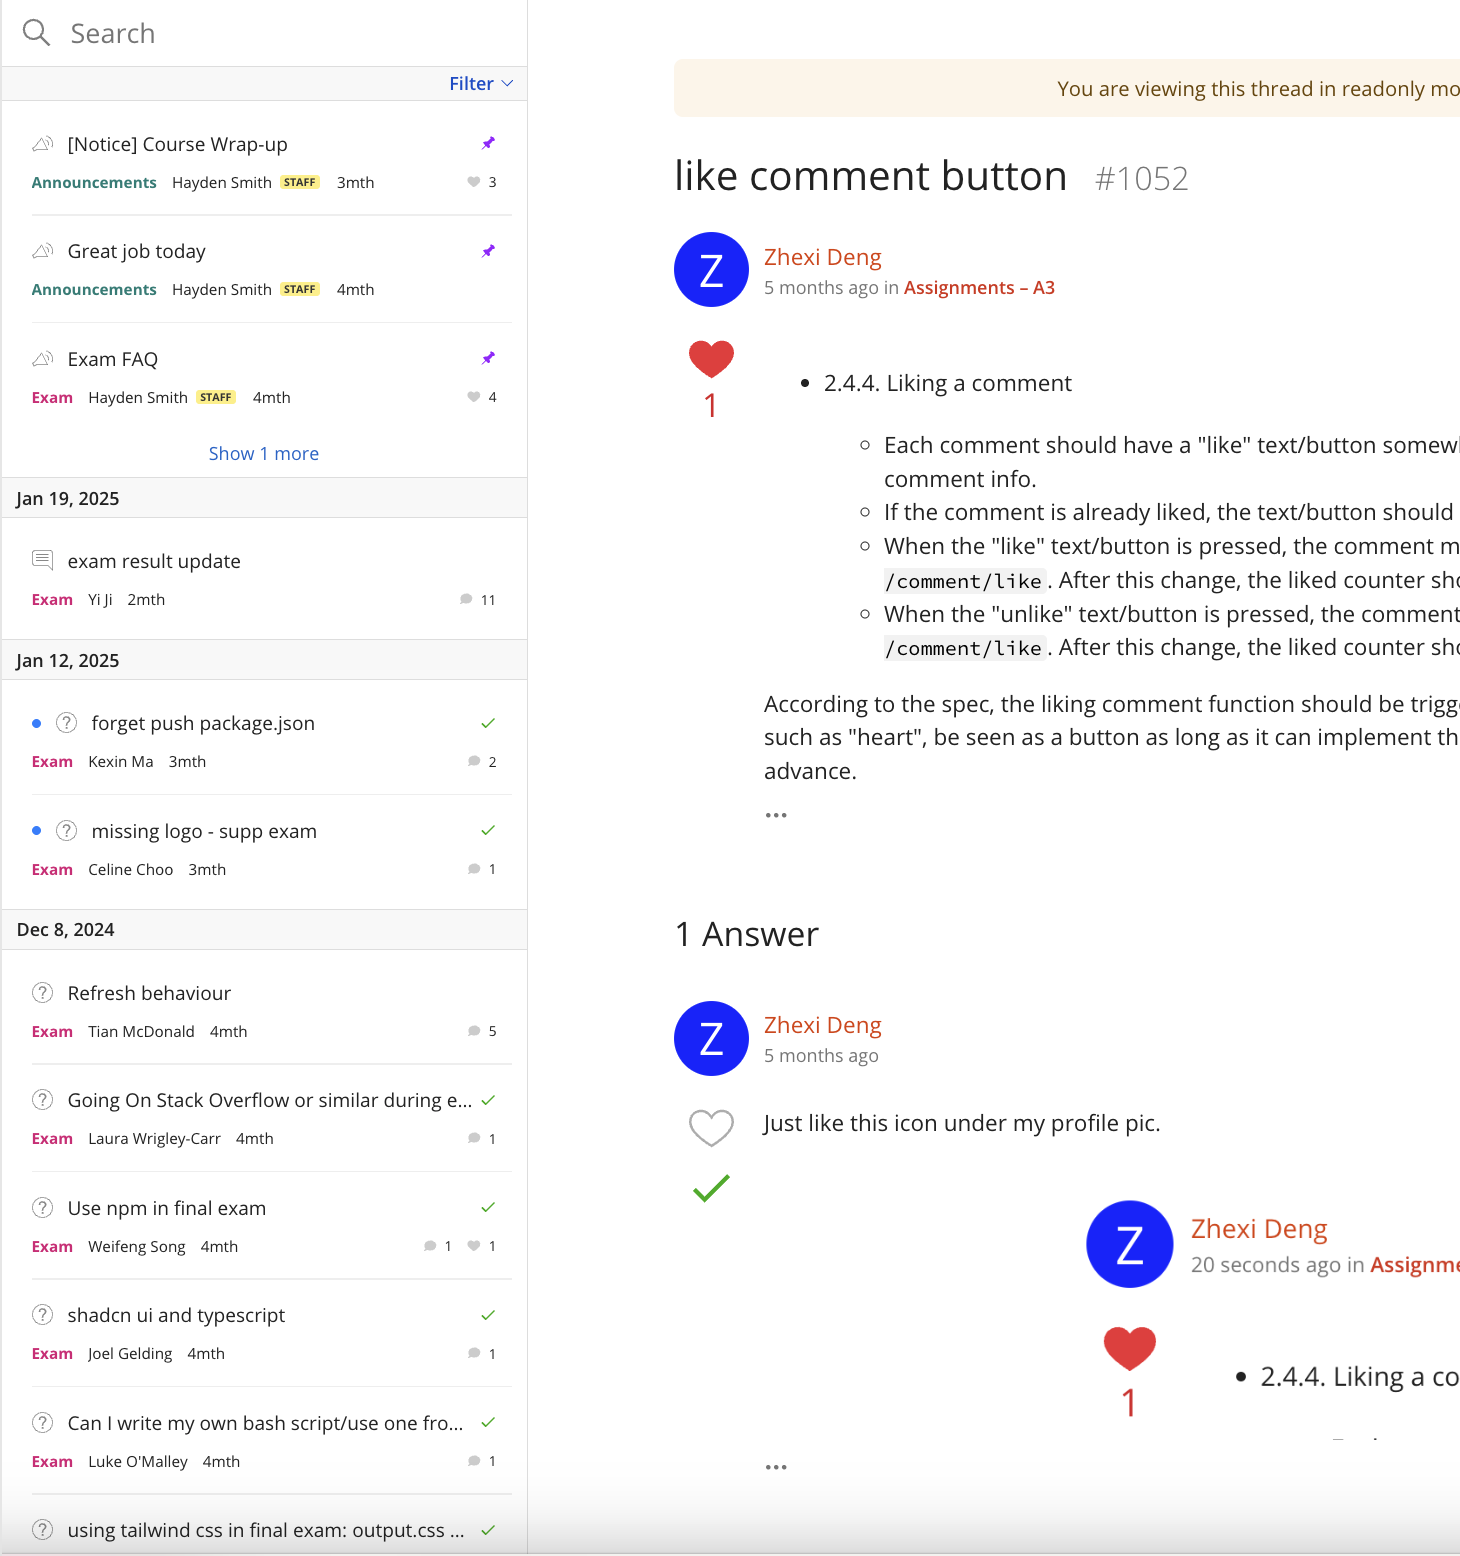 Search
Filter
[Notice] Course Wrap-up
Announcements Hayden Smith STAFF 3mth 3
Great job today
Announcements Hayden Smith STAFF 4mth
Exam FAQ
Exam Hayden Smith STAFF 4mth 4
Show 1 more
Jan 19, 2025
exam result update
Exam Yi Ji 2mth 11
Jan 12, 2025
forget push package.json
Exam Kexin Ma 3mth 2
missing logo - supp exam
Exam Celine Choo 3mth 1
Dec 8, 2024
Refresh behaviour
Exam Tian McDonald 4mth 5
Going On Stack Overflow or similar during e...
Exam Laura Wrigley-Carr 4mth 1
Use npm in final exam
Exam Weifeng Song 4mth 1 1
shadcn ui and typescript
Exam Joel Gelding 4mth 1
Can I write my own bash script/use one fro...
Exam Luke O'Malley 4mth 1
using tailwind css in final exam: output.css ...
You are viewing this thread in readonly mo
like comment button #1052
Z
Zhexi Deng
5 months ago in Assignments – A3
1
• 2.4.4. Liking a comment
◦ Each comment should have a "like" text/button
comment info.
◦ If the comment is already liked, the text/button should
◦ When the "like" text/button is pressed, the comment m
/comment/like. After this change, the liked counter
◦ When the "unlike" text/button is pressed, the comment
/comment/like. After this change, the liked counter
According to the spec, the liking comment function should be
such as "heart", be seen as a button as long as it can implement
advance.
...
1 Answer
Z
Zhexi Deng
5 months ago
Just like this icon under my profile pic.
Z
Zhexi Deng
20 seconds ago in
1
• 2.4.4. Liking a
...